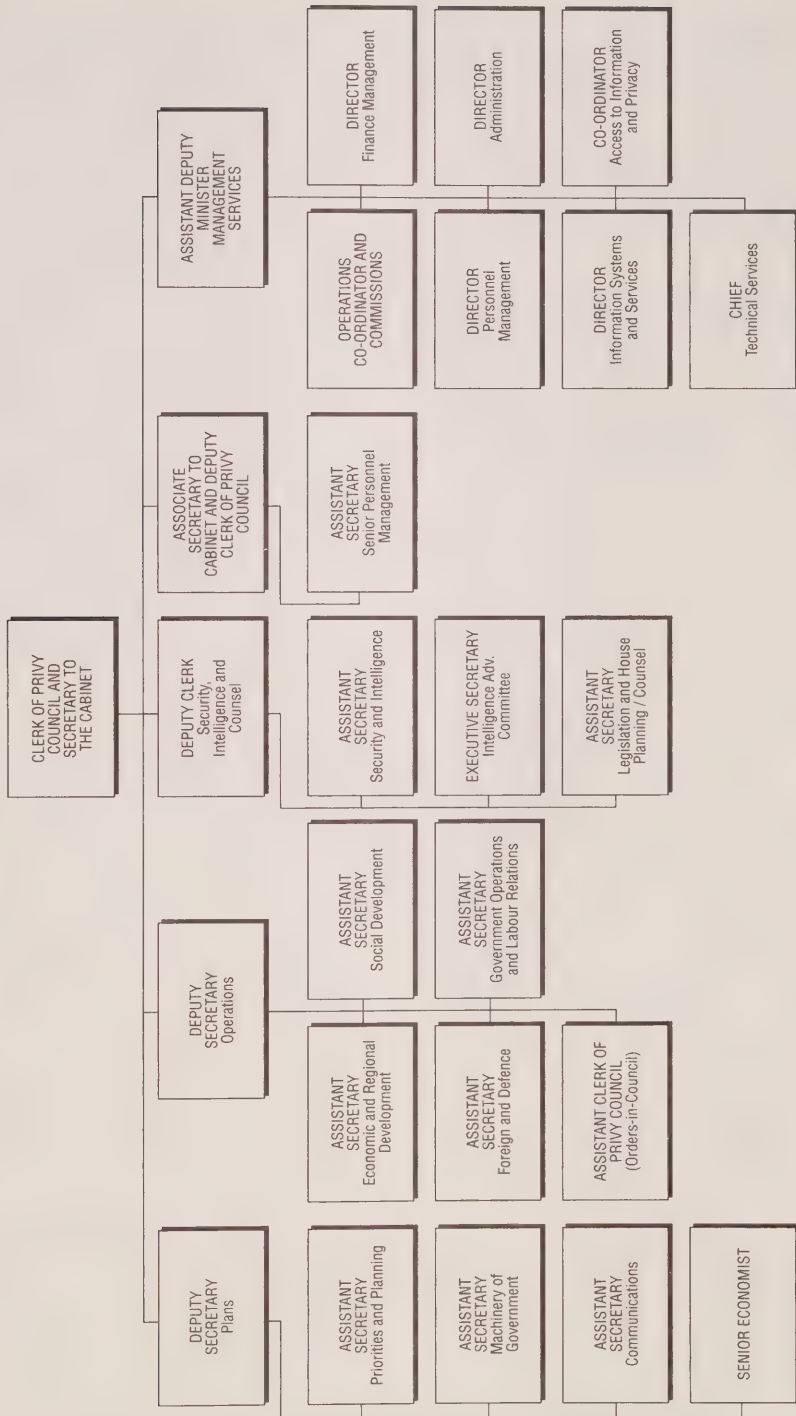 CLERK OF PRIVY
COUNCIL AND
SECRETARY TO
THE CABINET
DEPUTY
SECRETARY
Plans
DEPUTY
SECRETARY
Operations
DEPUTY CLERK
Security,
Intelligence and
Counsel
ASSOCIATE
SECRETARY TO
CABINET AND DEPUTY
CLERK OF PRIVY
COUNCIL
ASSISTANT DEPUTY
MINISTER
MANAGEMENT
SERVICES
ASSISTANT
SECRETARY
Priorities and Planning
ASSISTANT
SECRETARY
Machinery of
Government
ASSISTANT
SECRETARY
Communications
SENIOR ECONOMIST
ASSISTANT
SECRETARY
Economic and Regional
Development
ASSISTANT
SECRETARY
Social Development
ASSISTANT
SECRETARY
Foreign and Defence
ASSISTANT
SECRETARY
Government Operations
and Labour Relations
ASSISTANT CLERK OF
PRIVY COUNCIL
(Orders-in-Council)
ASSISTANT
SECRETARY
Security and Intelligence
EXECUTIVE SECRETARY
Intelligence Adv.
Committee
ASSISTANT
SECRETARY
Legislation and House
Planning / Counsel
ASSISTANT
SECRETARY
Senior Personnel
Management
OPERATIONS
CO-ORDINATOR AND
COMMISSIONS
DIRECTOR
Finance Management
DIRECTOR
Personnel
Management
DIRECTOR
Administration
DIRECTOR
Information Systems
and Services
CO-ORDINATOR
Access to Information
and Privacy
CHIEF
Technical Services